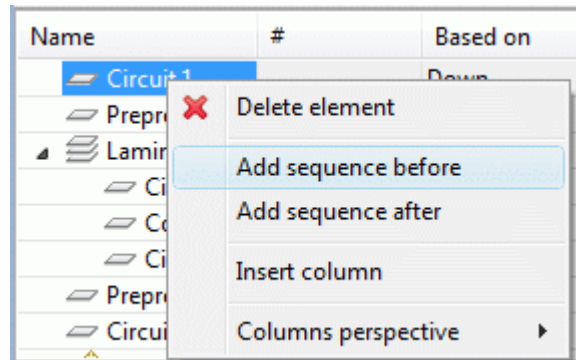 Name # Based on
Circuit 1 Down
Delete element
Add sequence before
Add sequence after
Insert column
Columns perspective